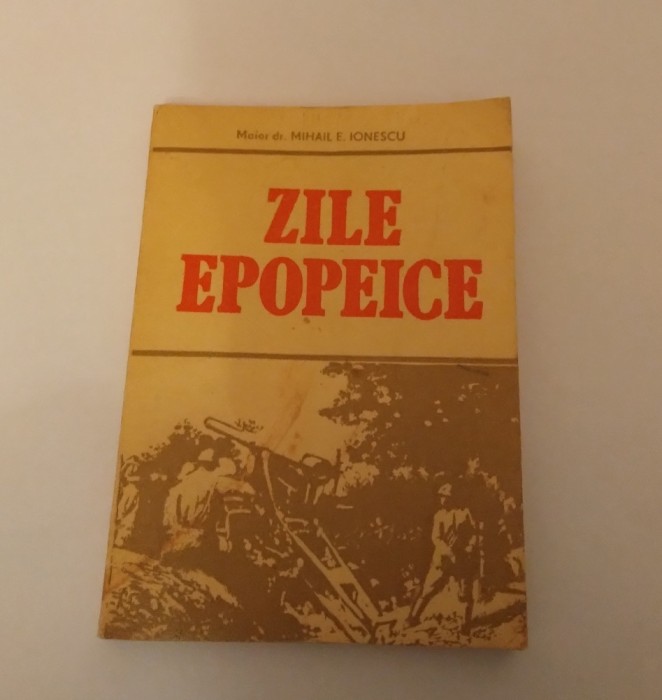 Maior dr. MIHAIL E. IONESCU
ZILE
EPOPEICE